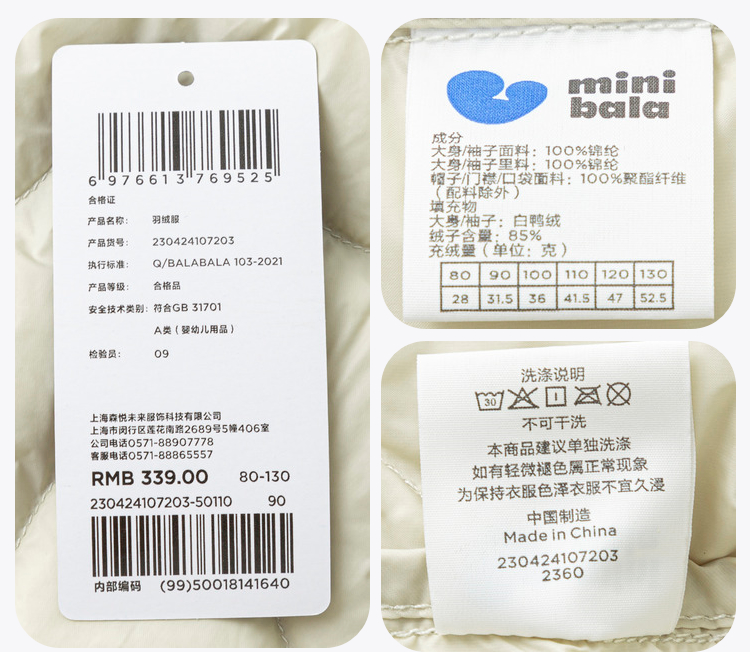 6 976613 769525
合格证
产品名称: 羽绒服
产品货号: 230424107203
执行标准: Q/BALABALA 103-2021
产品等级: 合格品
安全技术类别: 符合GB 31701
A类 (婴幼儿用品)
检验员: 09
上海森悦未来服饰科技有限公司
上海市闵行区莲花南路2689号5幢406室
公司电话0571-88907778
客服电话0571-88865557
RMB 339.00 80-130
230424107203-50110 90
内部编码 (99)50018141640
mini
bala
成分
大身/袖子面料: 100%锦纶
大身/袖子里料: 100%锦纶
帽子/门襟/口袋面料: 100%聚酯纤维
(配料除外)
填充物
大身/袖子: 白鸭绒
绒子含量: 85%
充绒量 (单位: 克)
80 90 100 110 120 130
28 31.5 36 41.5 47 52.5
洗涤说明
30
不可干洗
本商品建议单独洗涤
如有轻微褪色属正常现象
为保持衣服色泽衣服不宜久漫
中国制造
Made in China
230424107203
2360